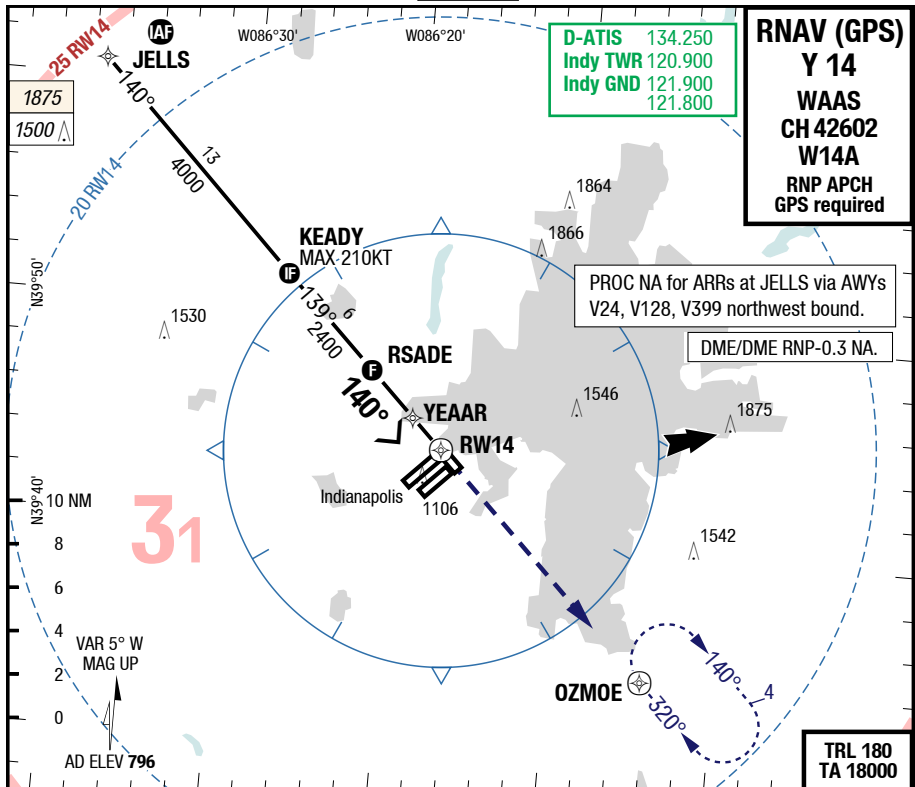 IAF
JELLS
25 RW14
W086°30'
W086°20'
D-ATIS 134.250
Indy TWR 120.900
Indy GND 121.900
121.800
RNAV (GPS)
Y 14
WAAS
CH 42602
W14A
RNP APCH
GPS required
1875
1500
140°
13
4000
20 RW14
1864
1866
KEADY
MAX 210KT
IF
N39°50'
PROC NA for ARRs at JELLS via AWYs
V24, V128, V399 northwest bound.
DME/DME RNP-0.3 NA.
1530
139°
6
2400
F
RSADE
140°
YEAAR
1546
1875
RW14
Indianapolis
1106
N39°40'
10 NM
8
6
4
2
0
31
1542
VAR 5° W
MAG UP
AD ELEV 796
OZMOE
140°
4
320°
TRL 180
TA 18000